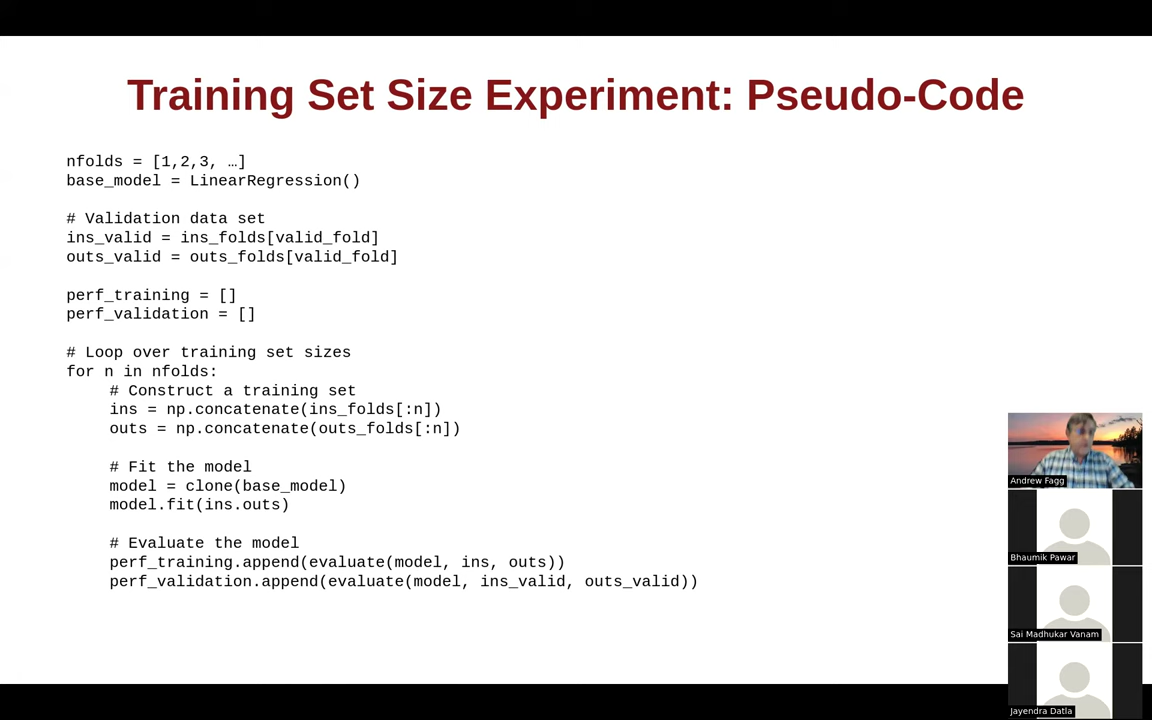 Training Set Size Experiment: Pseudo-Code
nfolds = [1,2,3, …]
base_model = LinearRegression()
# Validation data set
ins_valid = ins_folds[valid_fold]
outs_valid = outs_folds[valid_fold]
perf_training = []
perf_validation = []
# Loop over training set sizes
for n in nfolds:
# Construct a training set
ins = np.concatenate(ins_folds[:n])
outs = np.concatenate(outs_folds[:n])
# Fit the model
model = clone(base_model)
model.fit(ins.outs)
# Evaluate the model
perf_training.append(evaluate(model, ins, outs))
perf_validation.append(evaluate(model, ins_valid, outs_valid))
Andrew Fagg
Bhaumik Pawar
Sai Madhukar Vanam
Jayendra Datla